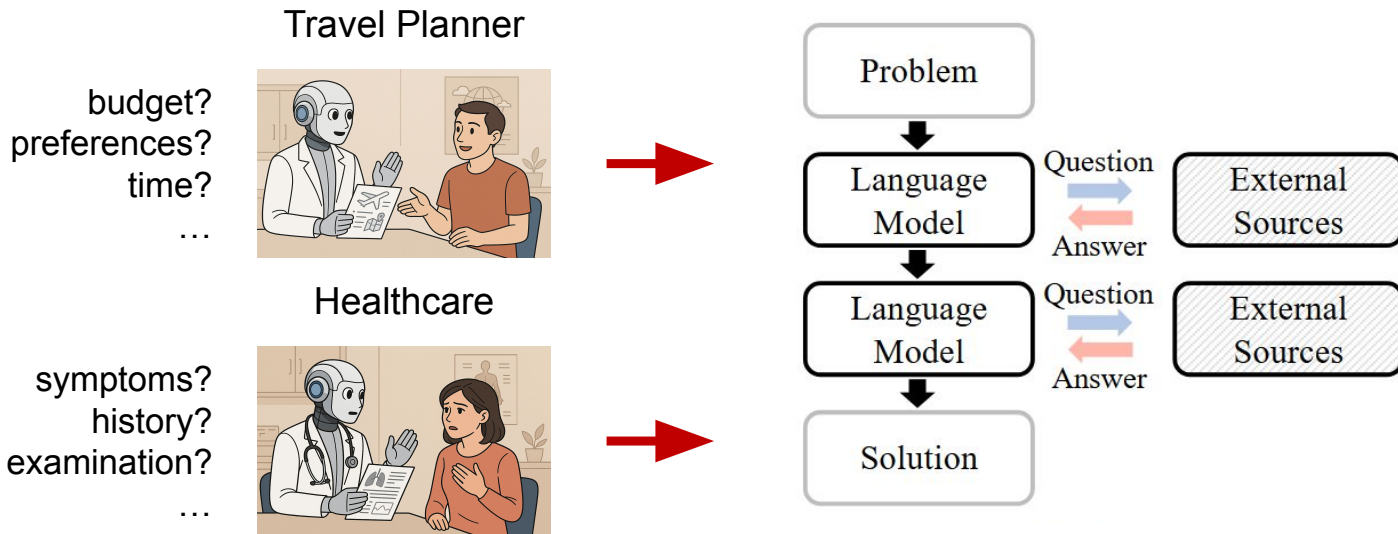 Travel Planner
budget?
preferences?
time?
…
Healthcare
symptoms?
history?
examination?
…
Problem
Language
Model
Question
Answer
External
Sources
Language
Model
Question
Answer
External
Sources
Solution